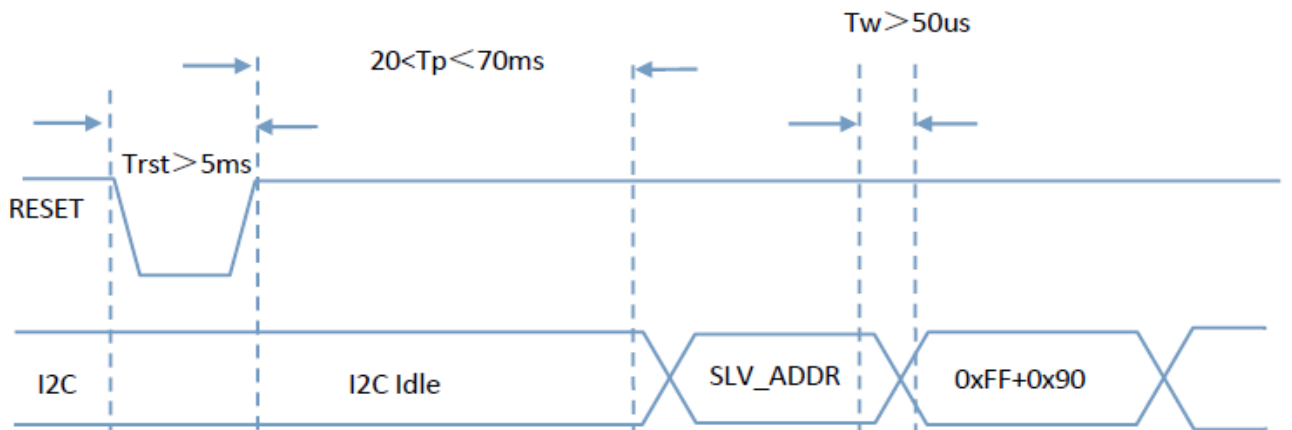 Tw＞50us
20<Tp＜70ms
Trst＞5ms
RESET
I2C
I2C Idle
SLV_ADDR
0xFF+0x90